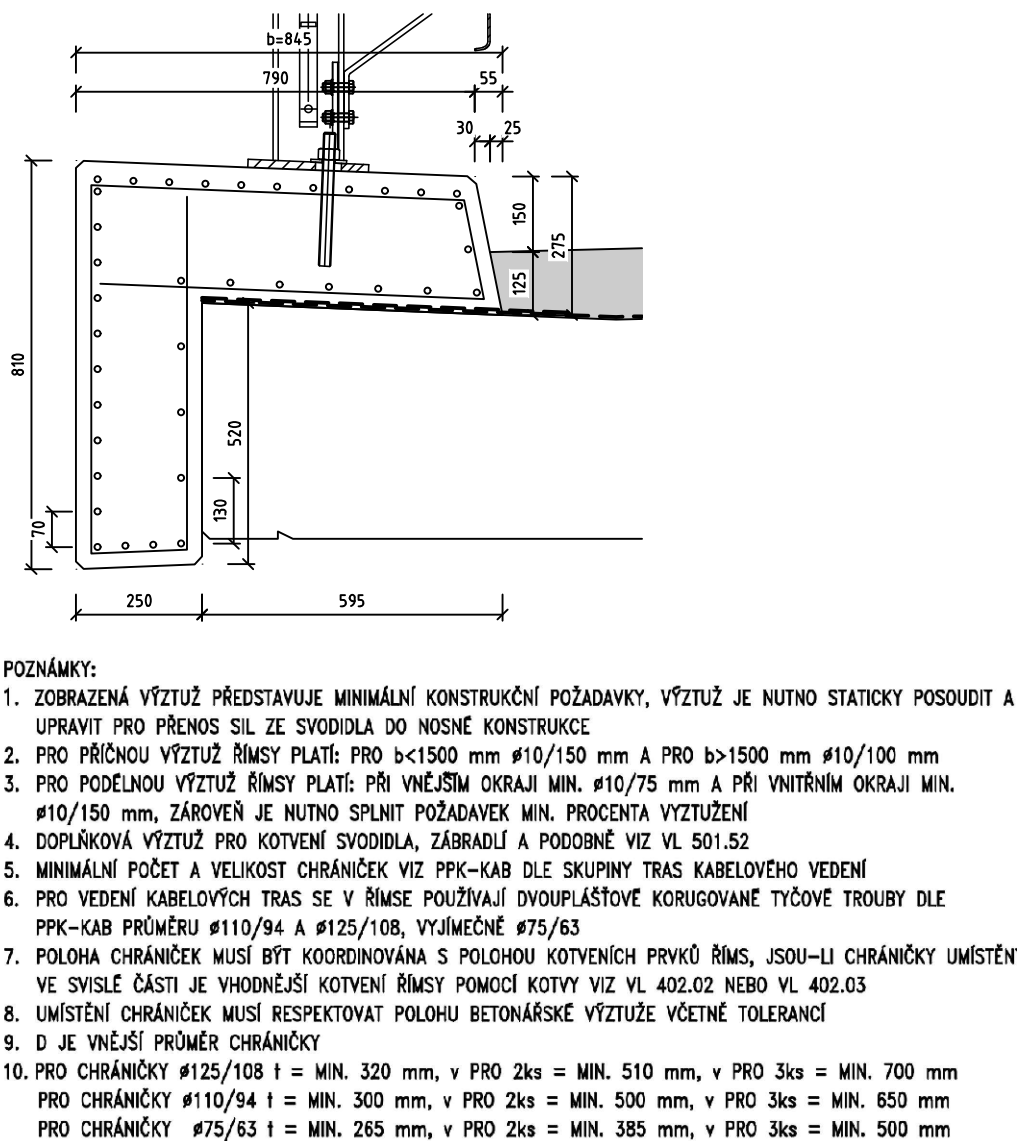 b=845
790
55
30
25
150
275
125
810
520
130
70
250
595
POZNÁMKY:
1. ZOBRAZENÁ VÝZTUŽ PŘEDSTAVUJE MINIMÁLNÍ KONSTRUKČNÍ POŽADAVKY, VÝZTUŽ JE NUTNO STATICKY POSOUDIT A
UPRAVIT PRO PŘENOS SIL ZE SVODIDLA DO NOSNÉ KONSTRUKCE
2. PRO PŘÍČNOU VÝZTUŽ ŘÍMSY PLATÍ: PRO b<1500 mm ø10/150 mm A PRO b>1500 mm ø10/100 mm
3. PRO PODÉLNOU VÝZTUŽ ŘÍMSY PLATÍ: PŘI VNĚJŠÍM OKRAJI MIN. ø10/75 mm A PŘI VNITŘNÍM OKRAJI MIN.
ø10/150 mm, ZÁROVEŇ JE NUTNO SPLNIT POŽADAVEK MIN. PROCENTA VYZTUŽENÍ
4. DOPLŇKOVÁ VÝZTUŽ PRO KOTVENÍ SVODIDLA, ZÁBRADLÍ A PODOBNĚ VIZ VL 501.52
5. MINIMÁLNÍ POČET A VELIKOST CHRÁNIČEK VIZ PPK-KAB DLE SKUPINY TRAS KABELOVÉHO VEDENÍ
6. PRO VEDENÍ KABELOVÝCH TRAS SE V ŘÍMSE POUŽÍVAJÍ DVOUPLÁŠŤOVÉ KORUGOVANÉ TYČOVÉ TROUBY DLE
PPK-KAB PRŮMĚRU ø110/94 A ø125/108, VYJÍMEČNĚ ø75/63
7. POLOHA CHRÁNIČEK MUSÍ BÝT KOORDINOVÁNA S POLOHOU KOTVENÍCH PRVKŮ ŘÍMS, JSOU-LI CHRÁNIČKY UMÍSTĚNY
VE SVISLÉ ČÁSTI JE VHODNĚJŠÍ KOTVENÍ ŘÍMSY POMOCÍ KOTVY VIZ VL 402.02 NEBO VL 402.03
8. UMÍSTĚNÍ CHRÁNIČEK MUSÍ RESPEKTOVAT POLOHU BETONÁŘSKÉ VÝZTUŽE VČETNĚ TOLERANCÍ
9. D JE VNĚJŠÍ PRŮMĚR CHRÁNIČKY
10. PRO CHRÁNIČKY ø125/108 t = MIN. 320 mm, v PRO 2ks = MIN. 510 mm, v PRO 3ks = MIN. 700 mm
PRO CHRÁNIČKY ø110/94 t = MIN. 300 mm, v PRO 2ks = MIN. 500 mm, v PRO 3ks = MIN. 650 mm
PRO CHRÁNIČKY ø75/63 t = MIN. 265 mm, v PRO 2ks = MIN. 385 mm, v PRO 3ks = MIN. 500 mm